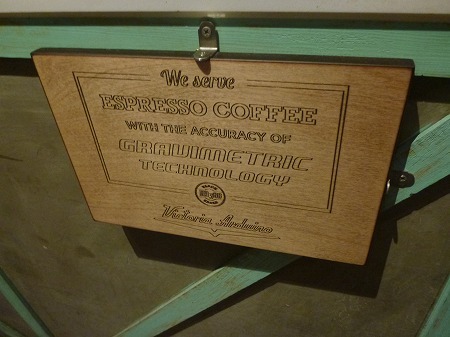 We serve
ESPRESSO COFFEE
WITH THE ACCURACY OF
GRAVIMETRIC
TECHNOLOGY
Victoria Arduino